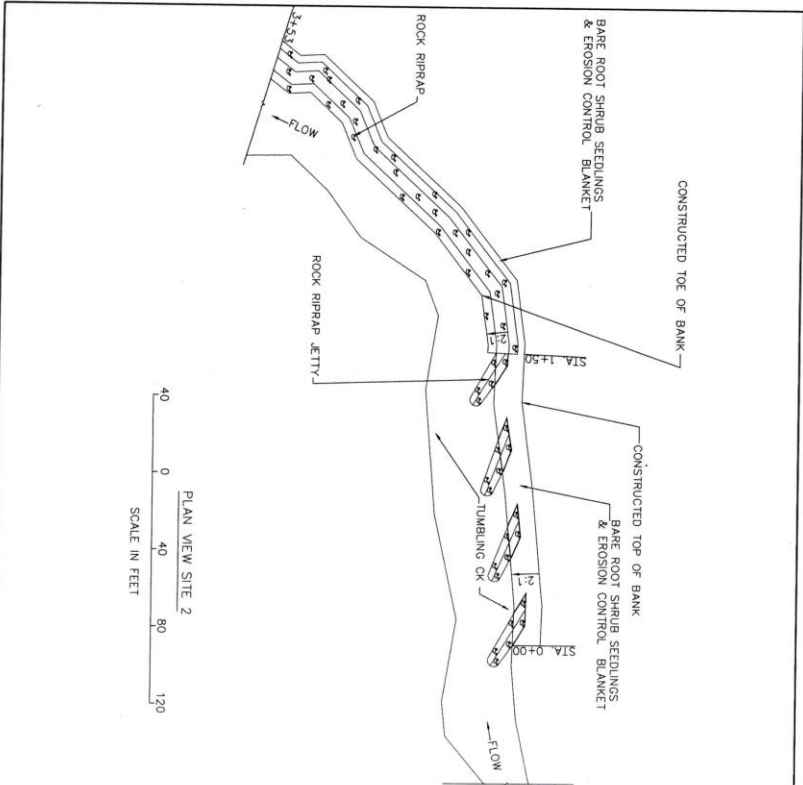 BARE ROOT SHRUB SEEDLINGS
& EROSION CONTROL BLANKET
CONSTRUCTED TOE OF BANK
ROCK RIPRAP
3+53
FLOW
2:1
STA. 1+50
CONSTRUCTED TOP OF BANK
BARE ROOT SHRUB SEEDLINGS
& EROSION CONTROL BLANKET
ROCK RIPRAP JETTY
TUMBLING CK
2:1
STA. 0+00
FLOW
40 0 40 80 120
PLAN VIEW SITE 2
SCALE IN FEET